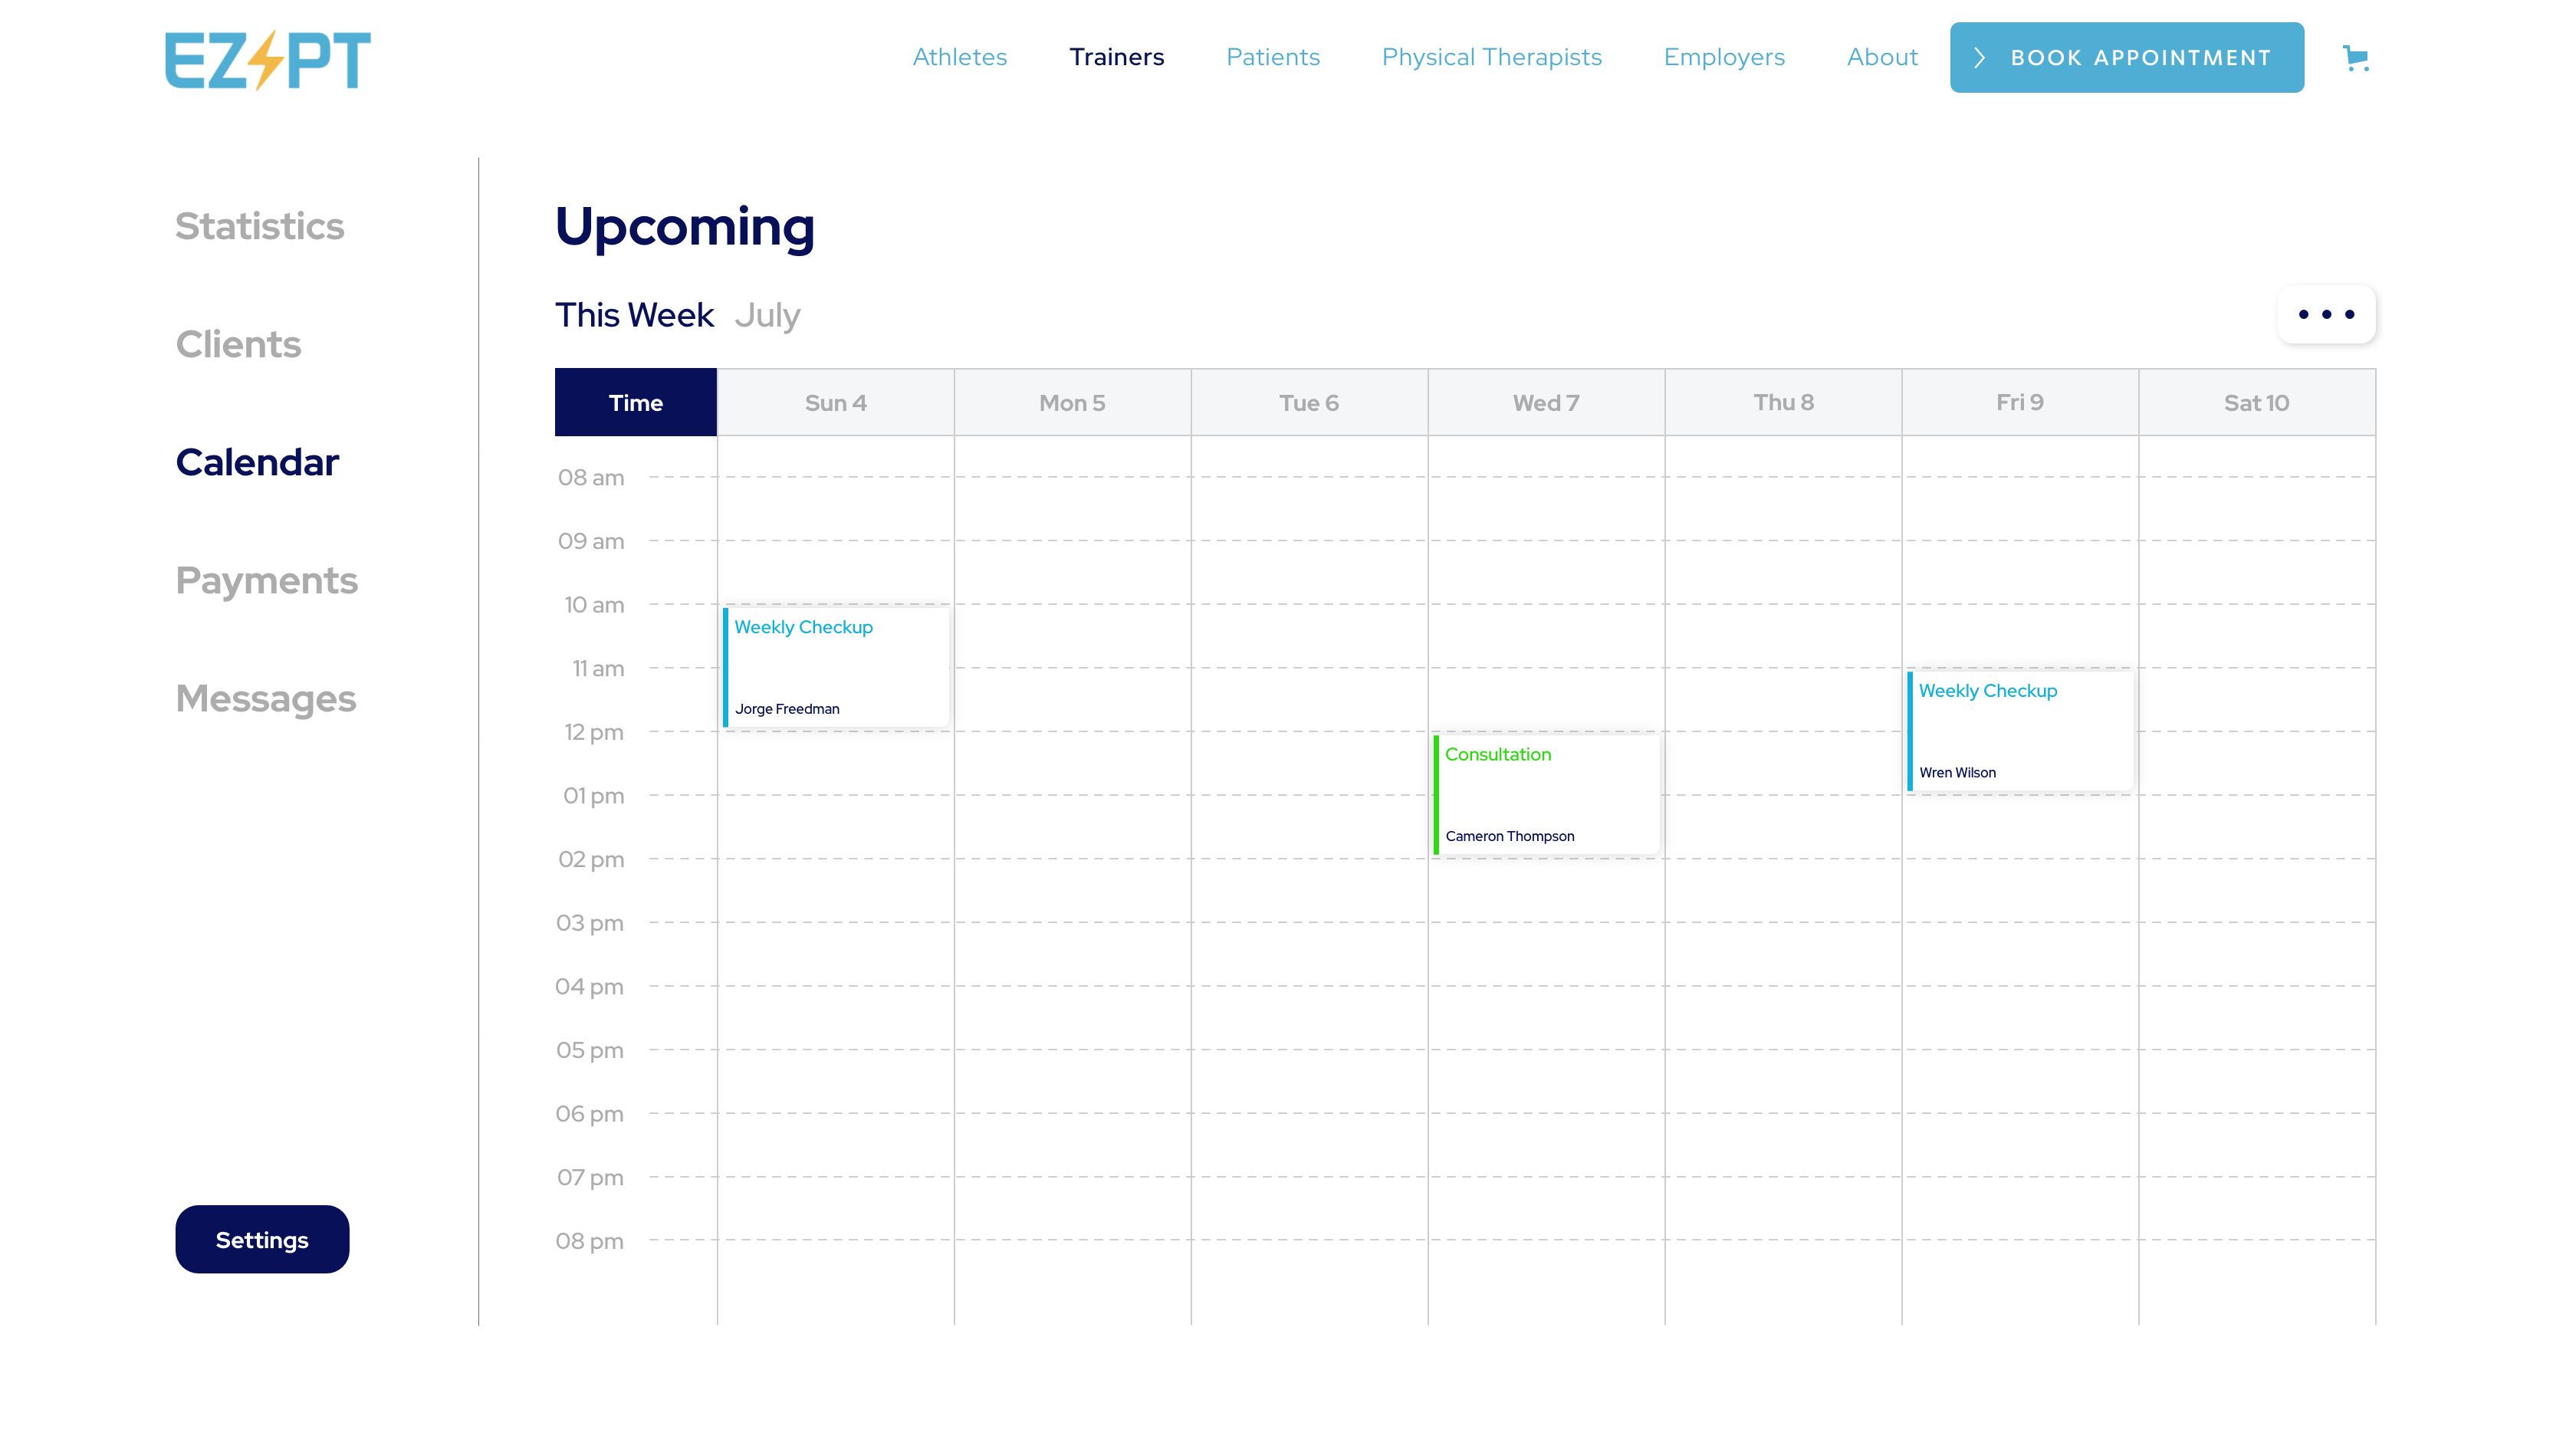 EZ PT
Athletes Trainers Patients Physical Therapists Employers About BOOK APPOINTMENT
Statistics
Clients
Calendar
Payments
Messages
Settings
Upcoming
This Week July
Time Sun 4 Mon 5 Tue 6 Wed 7 Thu 8 Fri 9 Sat 10
08 am
09 am
10 am
Weekly Checkup
11 am
Weekly Checkup
Jorge Freedman
12 pm
Consultation
Wren Wilson
01 pm
Cameron Thompson
02 pm
03 pm
04 pm
05 pm
06 pm
07 pm
08 pm